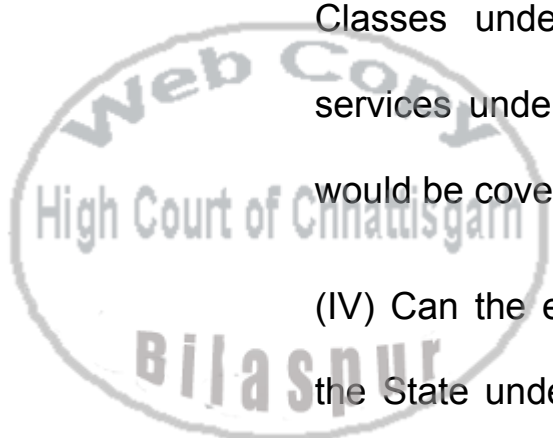 Classes unde
services unde
would be cove
(IV) Can the e
the State unde
Web Copy
High Court of Chhattisgarh
Bilaspur